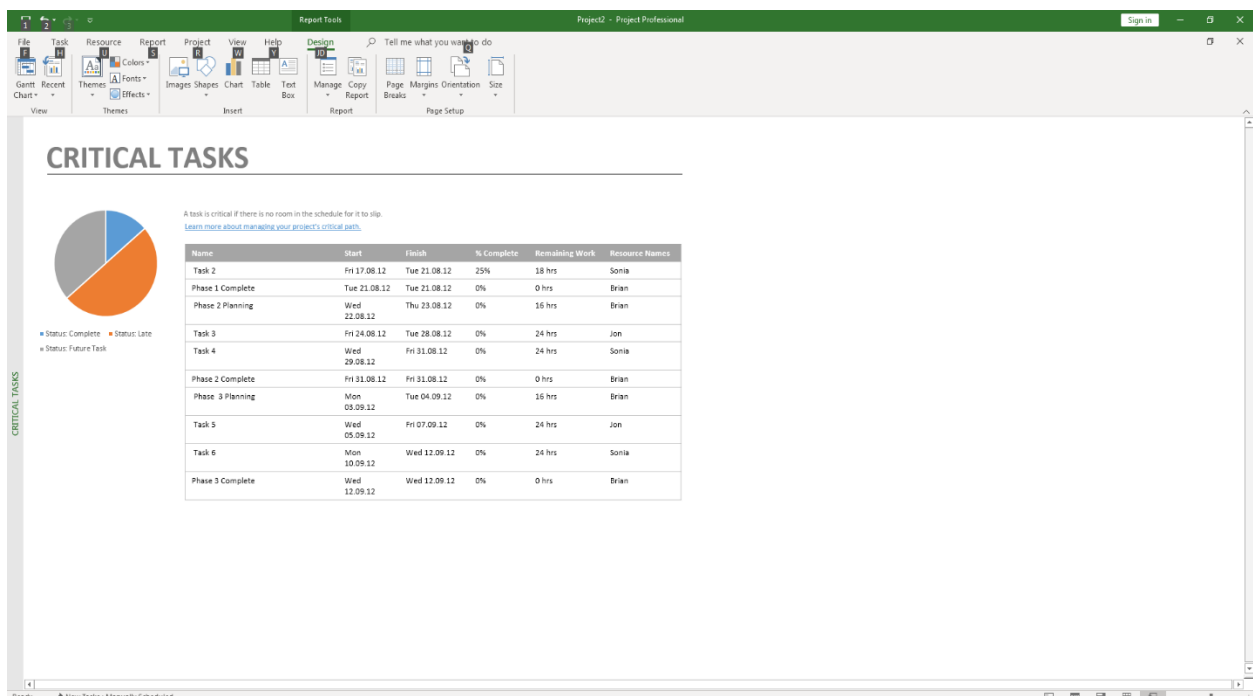 1 2 3
Report Tools
Project2 - Project Professional
Sign in
File Task Resource Report Project View Help Design Tell me what you want to do
F H U S R W Y JD Q
Gantt Chart
Recent
Themes
Colors
Fonts
Effects
Images
Shapes
Chart
Table
Text Box
Manage
Copy Report
Page Breaks
Margins
Orientation
Size
View Themes Insert Report Page Setup
CRITICAL TASKS
A task is critical if there is no room in the schedule for it to slip.
Learn more about managing your project's critical path.
Status: Complete Status: Late
Status: Future Task
Name Start Finish % Complete Remaining Work Resource Names
Task 2 Fri 17.08.12 Tue 21.08.12 25% 18 hrs Sonia
Phase 1 Complete Tue 21.08.12 Tue 21.08.12 0% 0 hrs Brian
Phase 2 Planning Wed 22.08.12 Thu 23.08.12 0% 16 hrs Brian
Task 3 Fri 24.08.12 Tue 28.08.12 0% 24 hrs Jon
Task 4 Wed 29.08.12 Fri 31.08.12 0% 24 hrs Sonia
Phase 2 Complete Fri 31.08.12 Fri 31.08.12 0% 0 hrs Brian
Phase 3 Planning Mon 03.09.12 Tue 04.09.12 0% 16 hrs Brian
Task 5 Wed 05.09.12 Fri 07.09.12 0% 24 hrs Jon
Task 6 Mon 10.09.12 Wed 12.09.12 0% 24 hrs Sonia
Phase 3 Complete Wed 12.09.12 Wed 12.09.12 0% 0 hrs Brian
CRITICAL TASKS